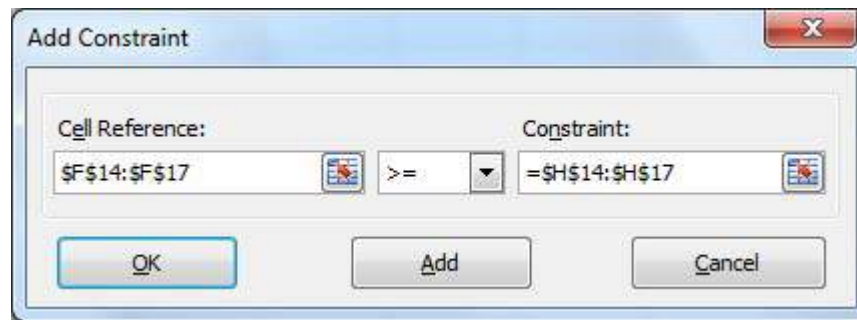 Add Constraint
Cell Reference: Constraint:
$F$14:$F$17 >= =$H$14:$H$17
OK Add Cancel